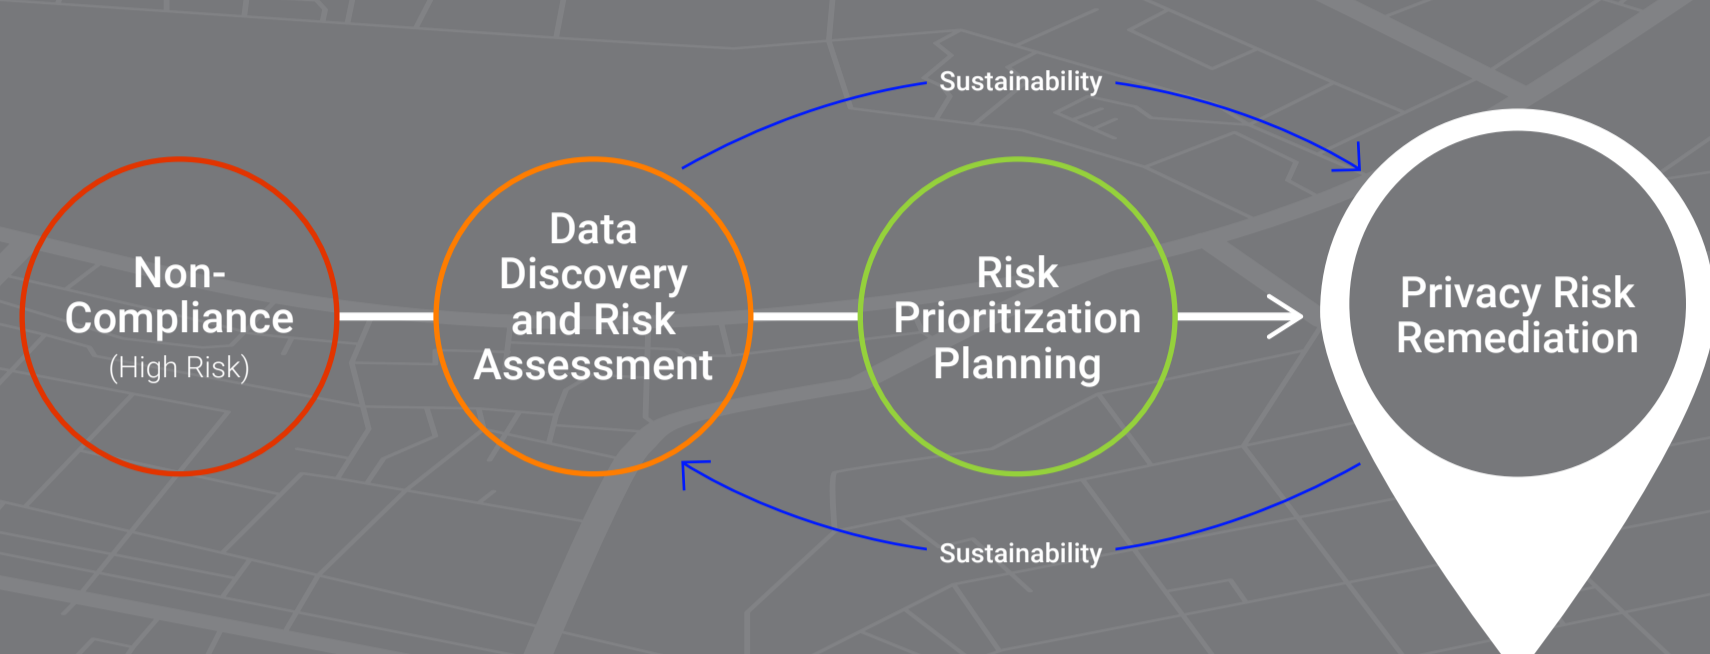 Sustainability
Non-
Compliance
(High Risk)
Data
Discovery
and Risk
Assessment
Risk
Prioritization
Planning
Privacy Risk
Remediation
Sustainability